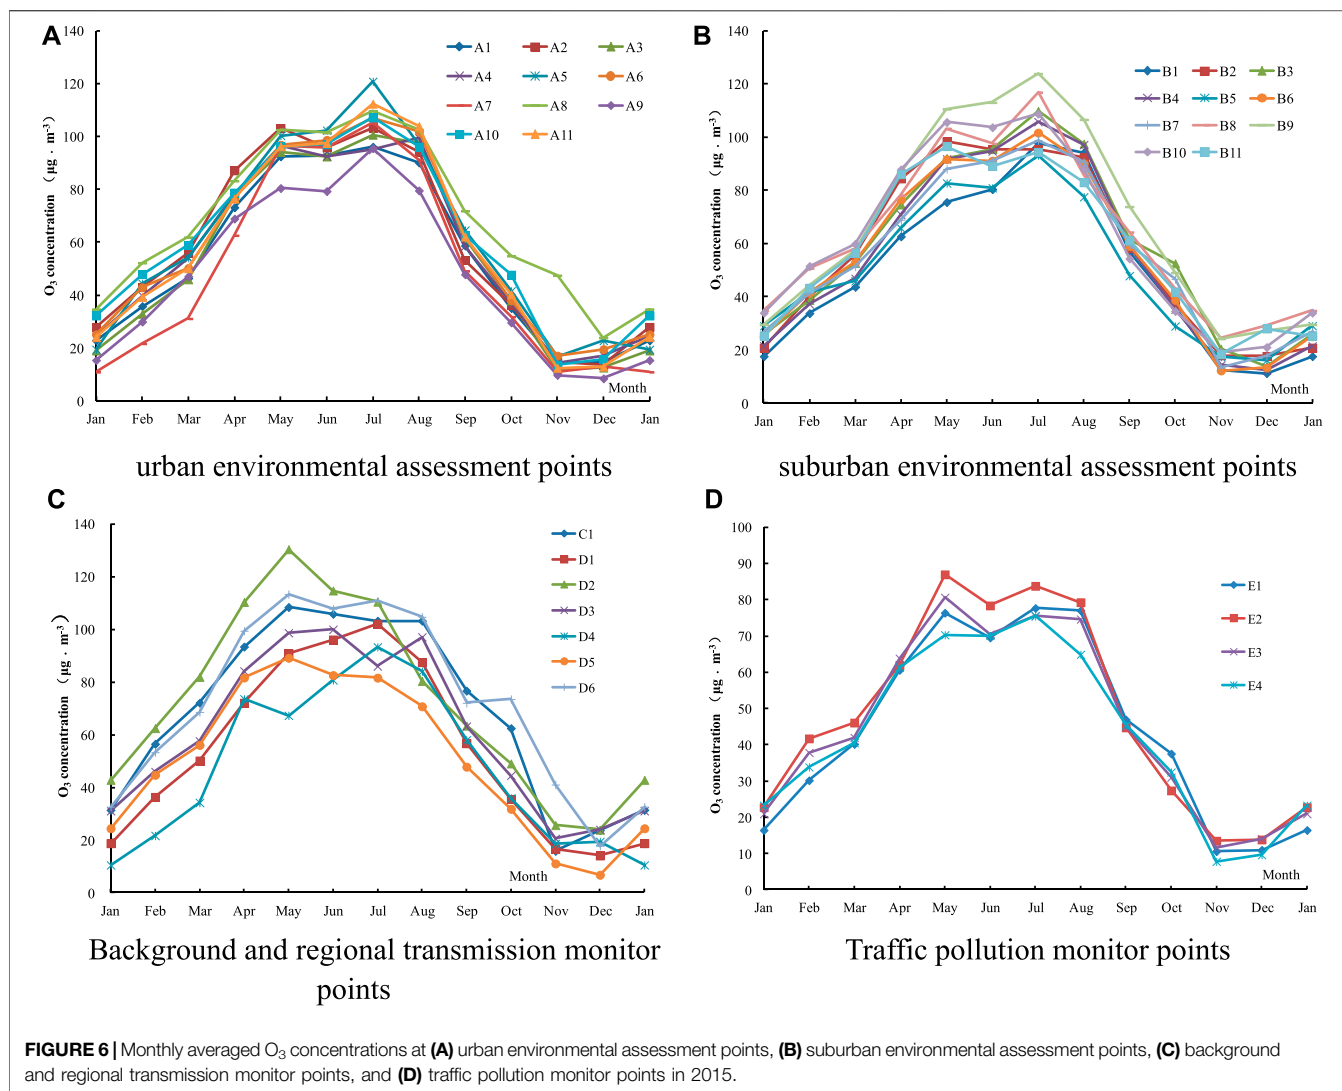 A
O₃ concentration （μg · m⁻³）
140
120
100
80
60
40
20
0
A1 A2 A3
A4 A5 A6
A7 A8 A9
A10 A11
Month
Jan Feb Mar Apr May Jun Jul Aug Sep Oct Nov Dec Jan
urban environmental assessment points
B
O₃ concentration （μg · m⁻³）
140
120
100
80
60
40
20
0
B1 B2 B3
B4 B5 B6
B7 B8 B9
B10 B11
Month
Jan Feb Mar Apr May Jun Jul Aug Sep Oct Nov Dec Jan
suburban environmental assessment points
C
O₃ concentration （μg · m⁻³）
140
120
100
80
60
40
20
0
C1
D1
D2
D3
D4
D5
D6
Month
Jan Feb Mar Apr May Jun Jul Aug Sep Oct Nov Dec Jan
Background and regional transmission monitor
points
D
O₃ concentration （μg · m⁻³）
100
90
80
70
60
50
40
30
20
10
0
E1
E2
E3
E4
Month
Jan Feb Mar Apr May Jun Jul Aug Sep Oct Nov Dec Jan
Traffic pollution monitor points
FIGURE 6 | Monthly averaged O₃ concentrations at (A) urban environmental assessment points, (B) suburban environmental assessment points, (C) background
and regional transmission monitor points, and (D) traffic pollution monitor points in 2015.